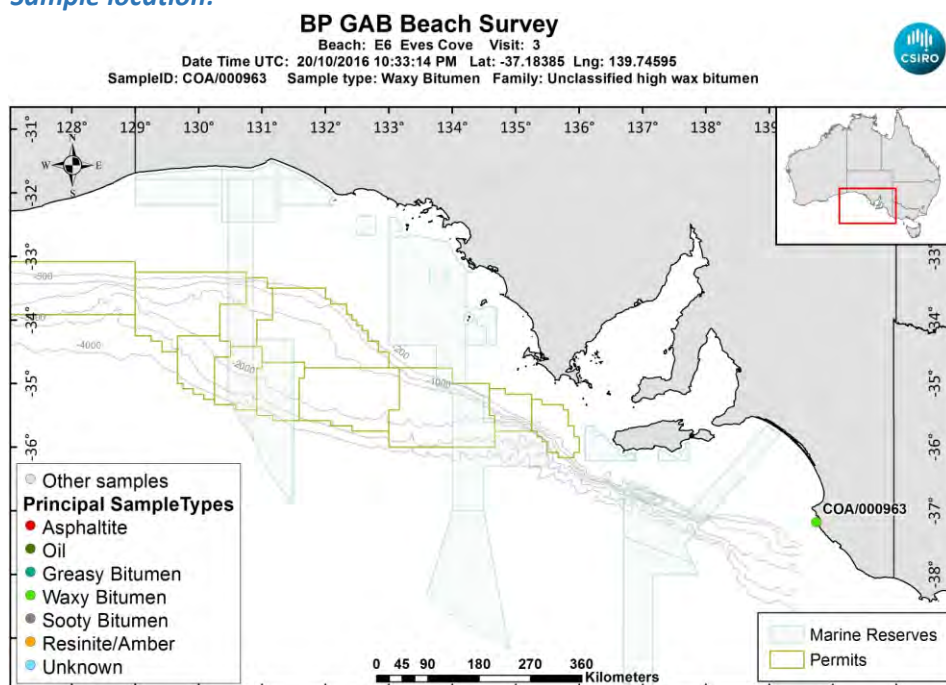 Sample location:
BP GAB Beach Survey
Beach: E6 Eves Cove Visit: 3
Date Time UTC: 20/10/2016 10:33:14 PM Lat: -37.18385 Lng: 139.74595
SampleID: COA/000963 Sample type: Waxy Bitumen Family: Unclassified high wax bitumen
CSIRO
128° 129° 130° 131° 132° 133° 134° 135° 136° 137° 138° 139
-31°
-32°
-33°
-34°
-35°
-36°
-37°
-38°
N
W E
S
-33°
-34°
-35°
-36°
-37°
-38°
-200
-1000
-2000
-4000
COA/000963
Other samples
Principal SampleTypes
Asphaltite
Oil
Greasy Bitumen
Waxy Bitumen
Sooty Bitumen
Resinite/Amber
Unknown
0 45 90 180 270 360
Kilometers
Marine Reserves
Permits